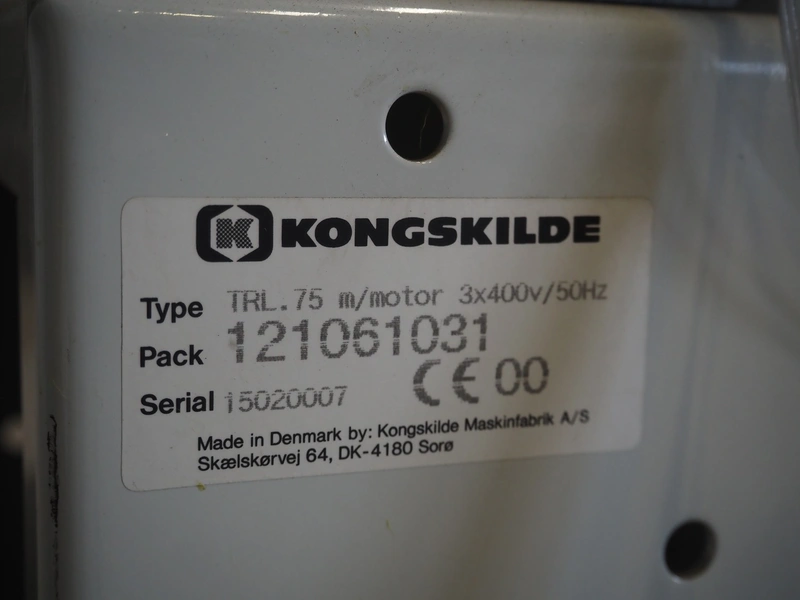 K KONGSKILDE
Type TRL.75 m/motor 3x400v/50Hz
Pack 121061031
Serial 15020007 CE 00
Made in Denmark by: Kongskilde Maskinfabrik A/S
Skælskørvej 64, DK-4180 Sorø